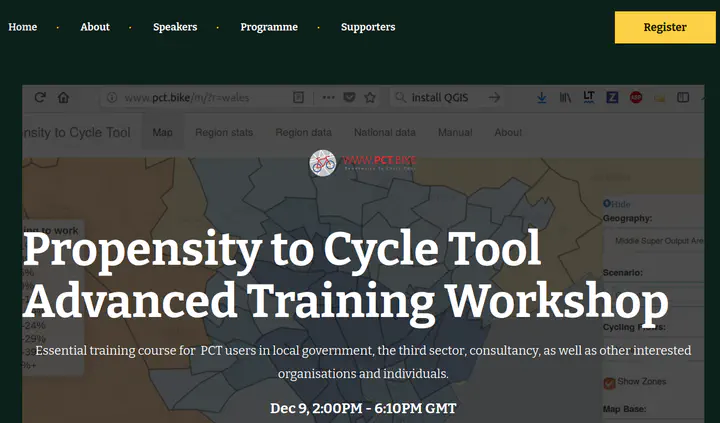 Home · About · Speakers · Programme · Supporters Register
www.pct.bike/m/?r=wales install QGIS LT Z ABP
nsity to Cycle Tool Map Region stats Region data National data Manual About
WWW.PCT.BIKE
Hide
Geography:
ing to work
Middle Super Output Are
Propensity to Cycle Tool
Scenario:
Advanced Training Workshop
-24%
Cycling Flows:
-29%
Essential training course for PCT users in local government, the third sector, consultancy, as well as other interested
organisations and individuals.
Show Zones
Dec 9, 2:00PM - 6:10PM GMT
Map Base: